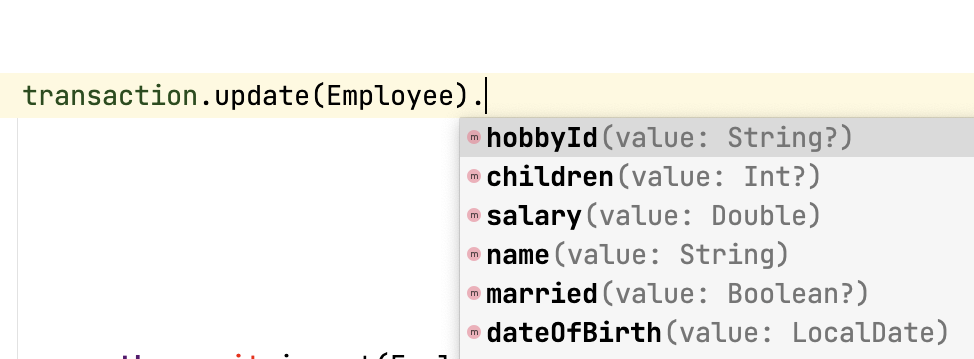 transaction.update(Employee).
m hobbyId(value: String?)
m children(value: Int?)
m salary(value: Double)
m name(value: String)
m married(value: Boolean?)
m dateOfBirth(value: LocalDate)